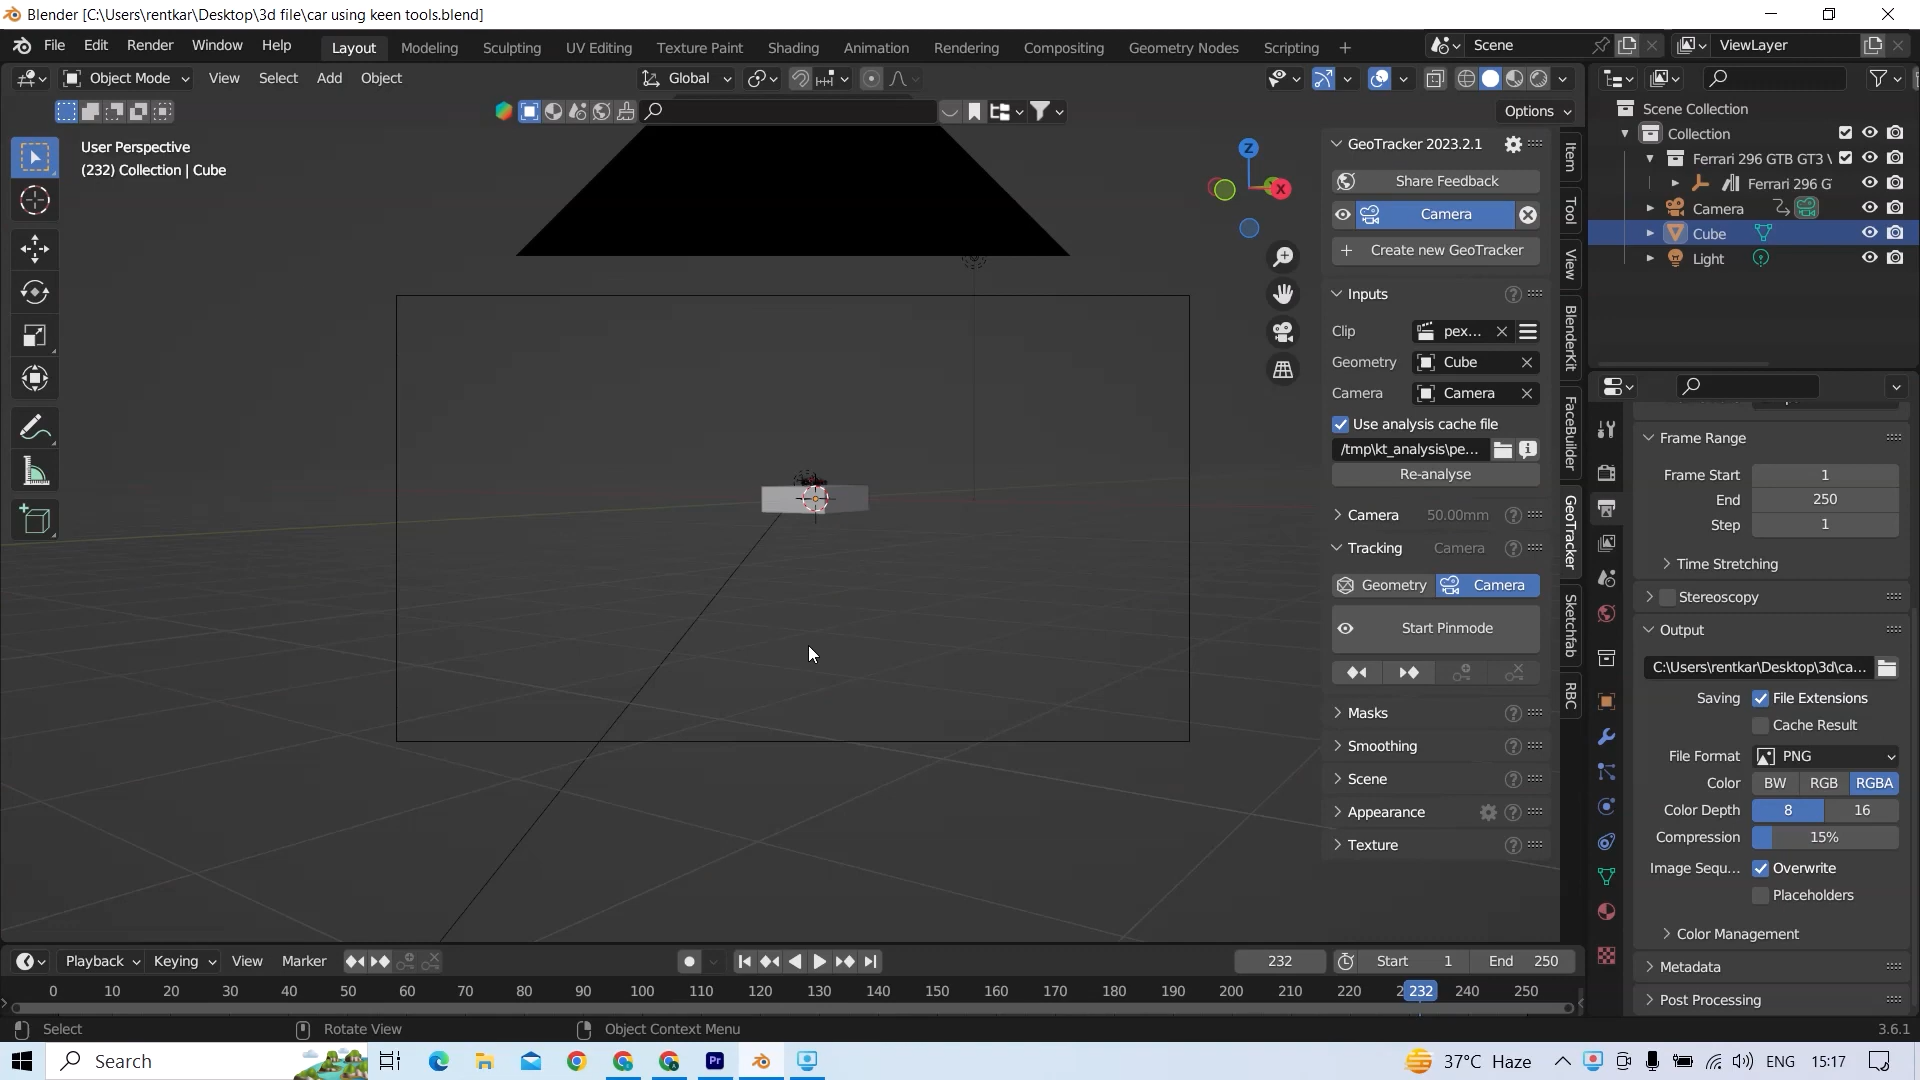 Blender [C:\Users\rentkar\Desktop\3d file\car using keen tools.blend]
File Edit Render Window Help
Layout Modeling Sculpting UV Editing Texture Paint Shading Animation Rendering Compositing Geometry Nodes Scripting +
Scene
ViewLayer
Object Mode View Select Add Object
Global
Options
User Perspective
(232) Collection | Cube
Z
X
GeoTracker 2023.2.1
Share Feedback
Camera
+ Create new GeoTracker
Inputs
Clip pex...
Geometry Cube
Camera Camera
Use analysis cache file
/tmp\kt_analysis\pe...
Re-analyse
Camera 50.00mm
Tracking Camera
Geometry Camera
Start Pinmode
Masks
Smoothing
Scene
Appearance
Texture
Item
Tool
View
BlenderKit
FaceBuilder
GeoTracker
Sketchfab
RBC
Scene Collection
Collection
Ferrari 296 GTB GT3
Ferrari 296 G
Camera
Cube
Light
Frame Range
Frame Start 1
End 250
Step 1
Time Stretching
Stereoscopy
Output
C:\Users\rentkar\Desktop\3d\ca...
Saving File Extensions
Cache Result
File Format PNG
Color BW RGB RGBA
Color Depth 8 16
Compression 15%
Image Sequ... Overwrite
Placeholders
Color Management
Metadata
Post Processing
Playback Keying View Marker
232 Start 1 End 250
0 10 20 30 40 50 60 70 80 90 100 110 120 130 140 150 160 170 180 190 200 210 220 232 240 250
Select Rotate View Object Context Menu
3.6.1
Search
Pr
37°C Haze
ENG 15:17